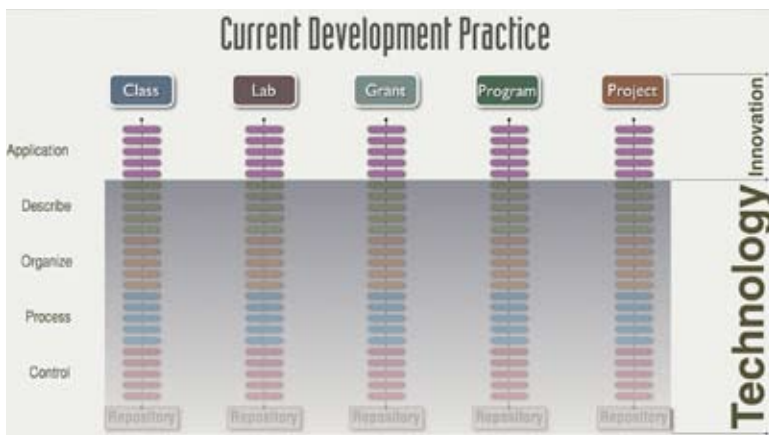 Current Development Practice
Class Lab Grant Program Project
Innovation
Application
Describe
Organize
Process
Control
Technology
Repository Repository Repository Repository Repository